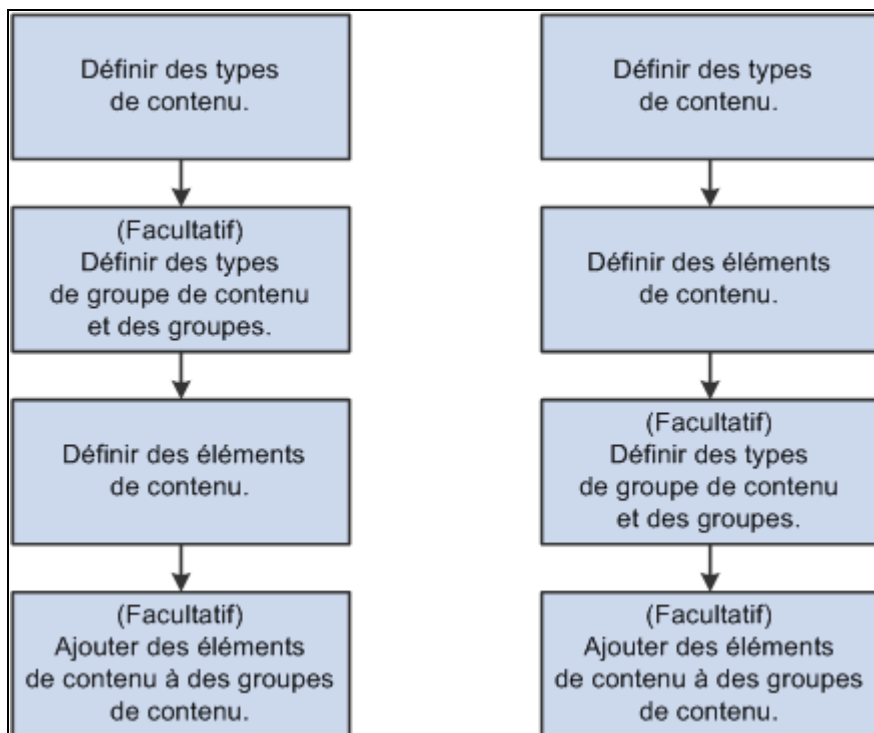 Définir des types
de contenu.
(Facultatif)
Définir des types
de groupe de contenu
et des groupes.
Définir des éléments
de contenu.
(Facultatif)
Ajouter des éléments
de contenu à des groupes
de contenu.
Définir des types
de contenu.
Définir des éléments
de contenu.
(Facultatif)
Définir des types
de groupe de contenu
et des groupes.
(Facultatif)
Ajouter des éléments
de contenu à des groupes
de contenu.